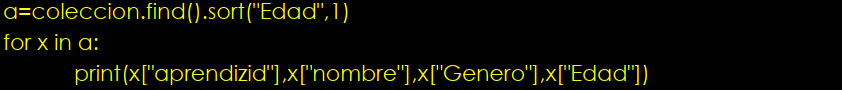 a=coleccion.find().sort("Edad",1)
for x in a:
print(x["aprendizid"],x["nombre"],x["Genero"],x["Edad"])